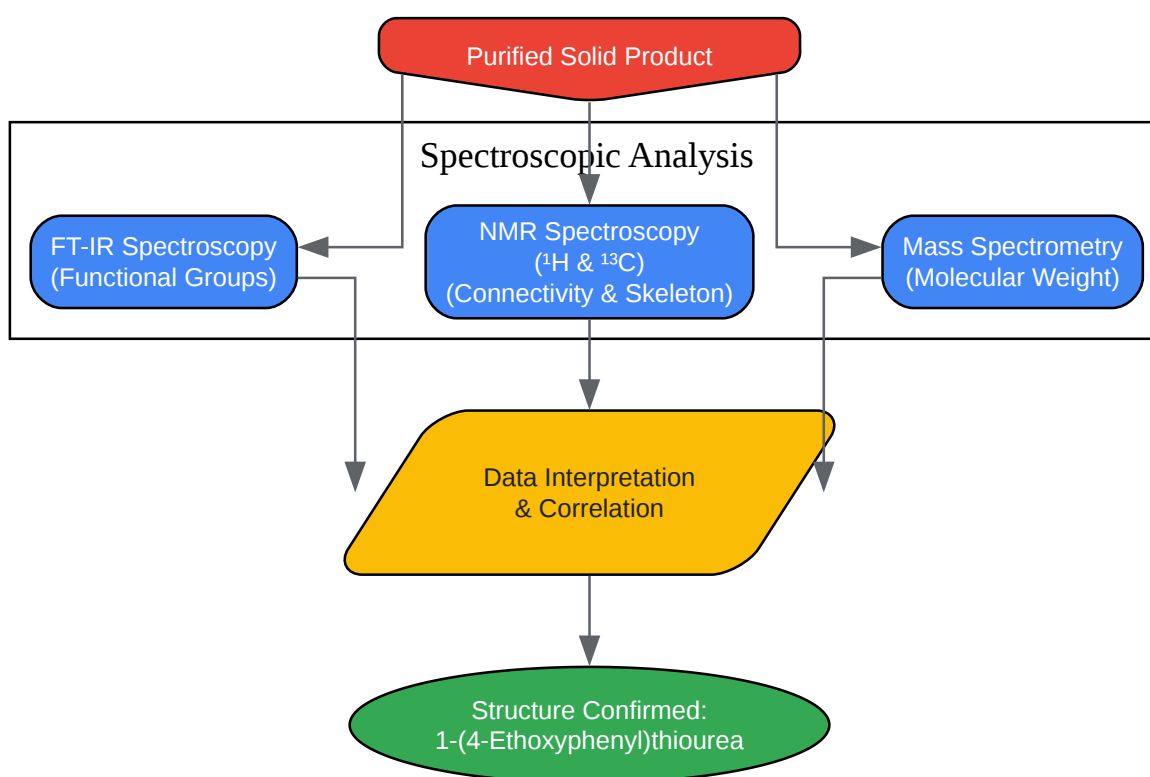 Purified Solid Product
Spectroscopic Analysis
FT-IR Spectroscopy
(Functional Groups)
NMR Spectroscopy
(¹H & ¹³C)
(Connectivity & Skeleton)
Mass Spectrometry
(Molecular Weight)
Data Interpretation
& Correlation
Structure Confirmed:
1-(4-Ethoxyphenyl)thiourea